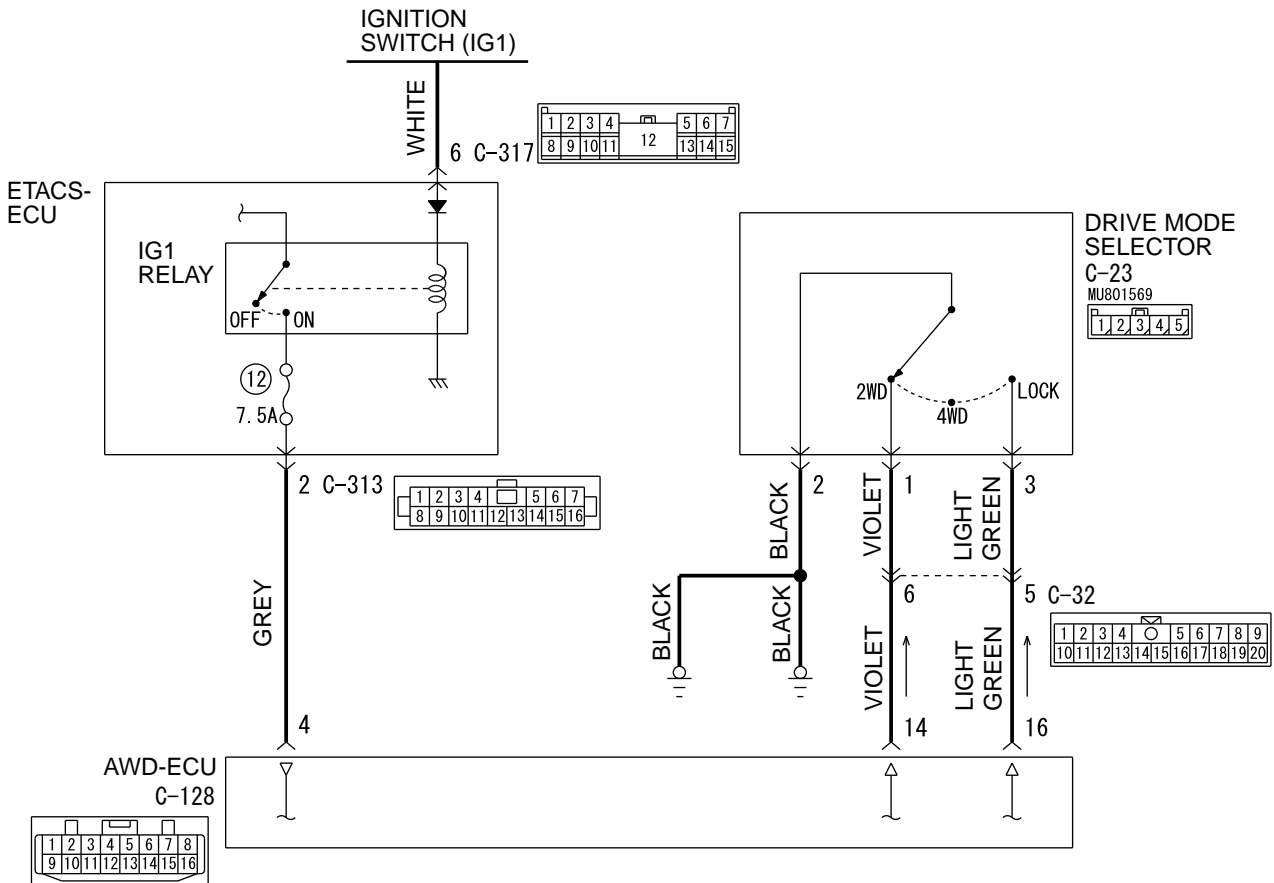 IGNITION
SWITCH (IG1)
WHITE
6 C-317
1 2 3 4 5 6 7
8 9 10 11 12 13 14 15
ETACS-
ECU
IG1
RELAY
OFF ON
12
7.5A
2 C-313
1 2 3 4 5 6 7
8 9 10 11 12 13 14 15 16
GREY
4
DRIVE MODE
SELECTOR
C-23
MU801569
1 2 3 4 5
2WD
4WD
LOCK
2 1 3
BLACK
VIOLET
LIGHT
GREEN
6 5 C-32
1 2 3 4 5 6 7 8 9
10 11 12 13 14 15 16 17 18 19 20
BLACK
BLACK
VIOLET
LIGHT
GREEN
14 16
AWD-ECU
C-128
1 2 3 4 5 6 7 8
9 10 11 12 13 14 15 16